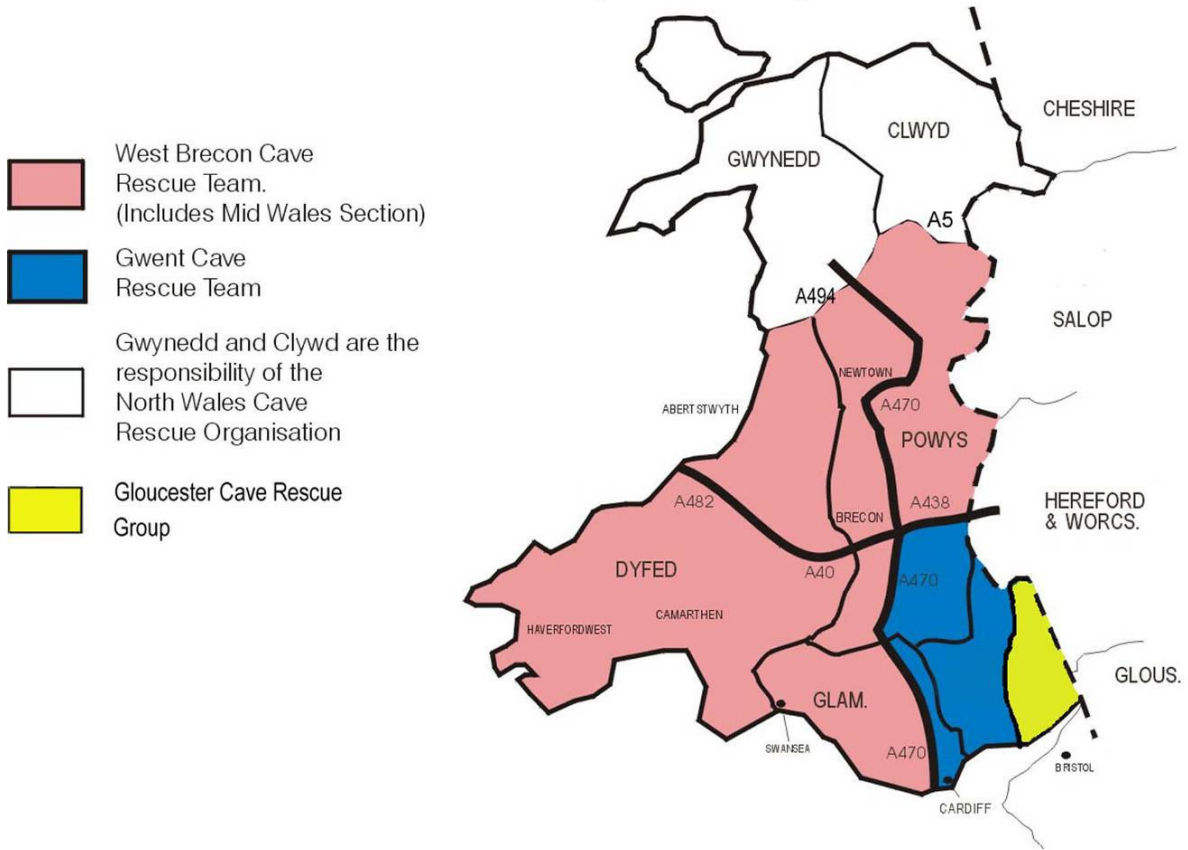 West Brecon Cave
Rescue Team.
(Includes Mid Wales Section)
Gwent Cave
Rescue Team
Gwynedd and Clywd are the
responsibility of the
North Wales Cave
Rescue Organisation
Gloucester Cave Rescue
Group
CHESHIRE
CLWYD
GWYNEDD
A5
A494
SALOP
NEWTOWN
ABERTSTWYTH
A470
POWYS
A482
BRECON
A438
HEREFORD
& WORCS.
DYFED
A40
A470
CAMARTHEN
HAVERFORDWEST
GLOUS.
GLAM.
SWANSEA
A470
BRISTOL
CARDIFF